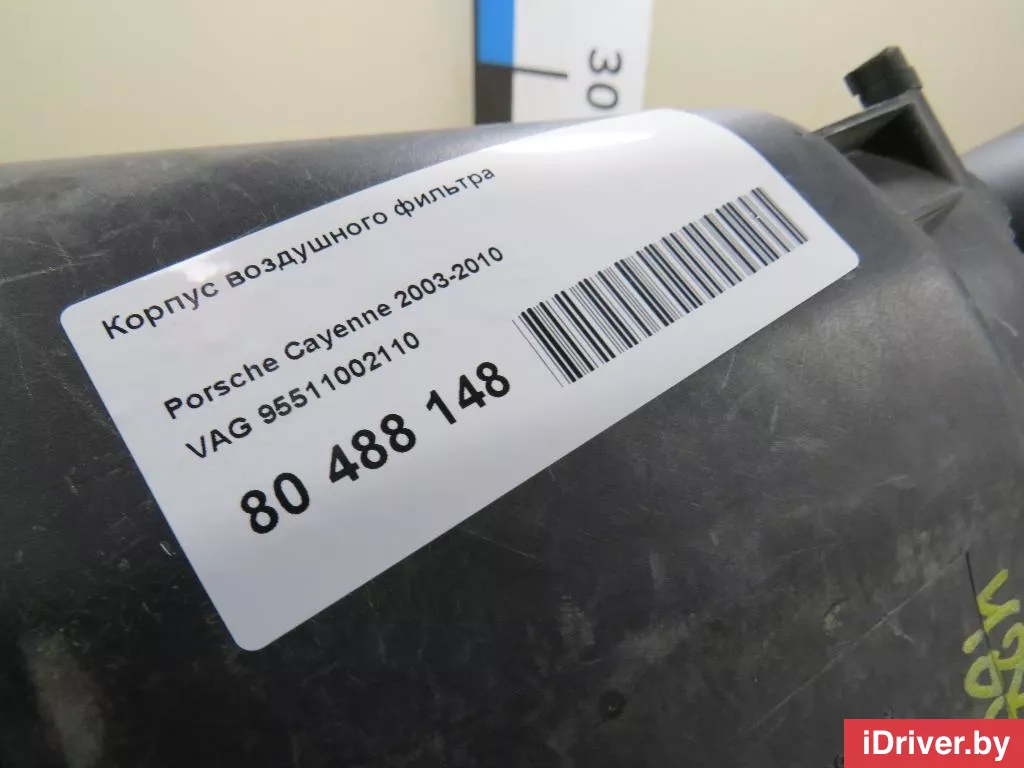 30
Корпус воздушного фильтра
Porsche Cayenne 2003-2010
VAG 95511002110
80 488 148
iDriver.by